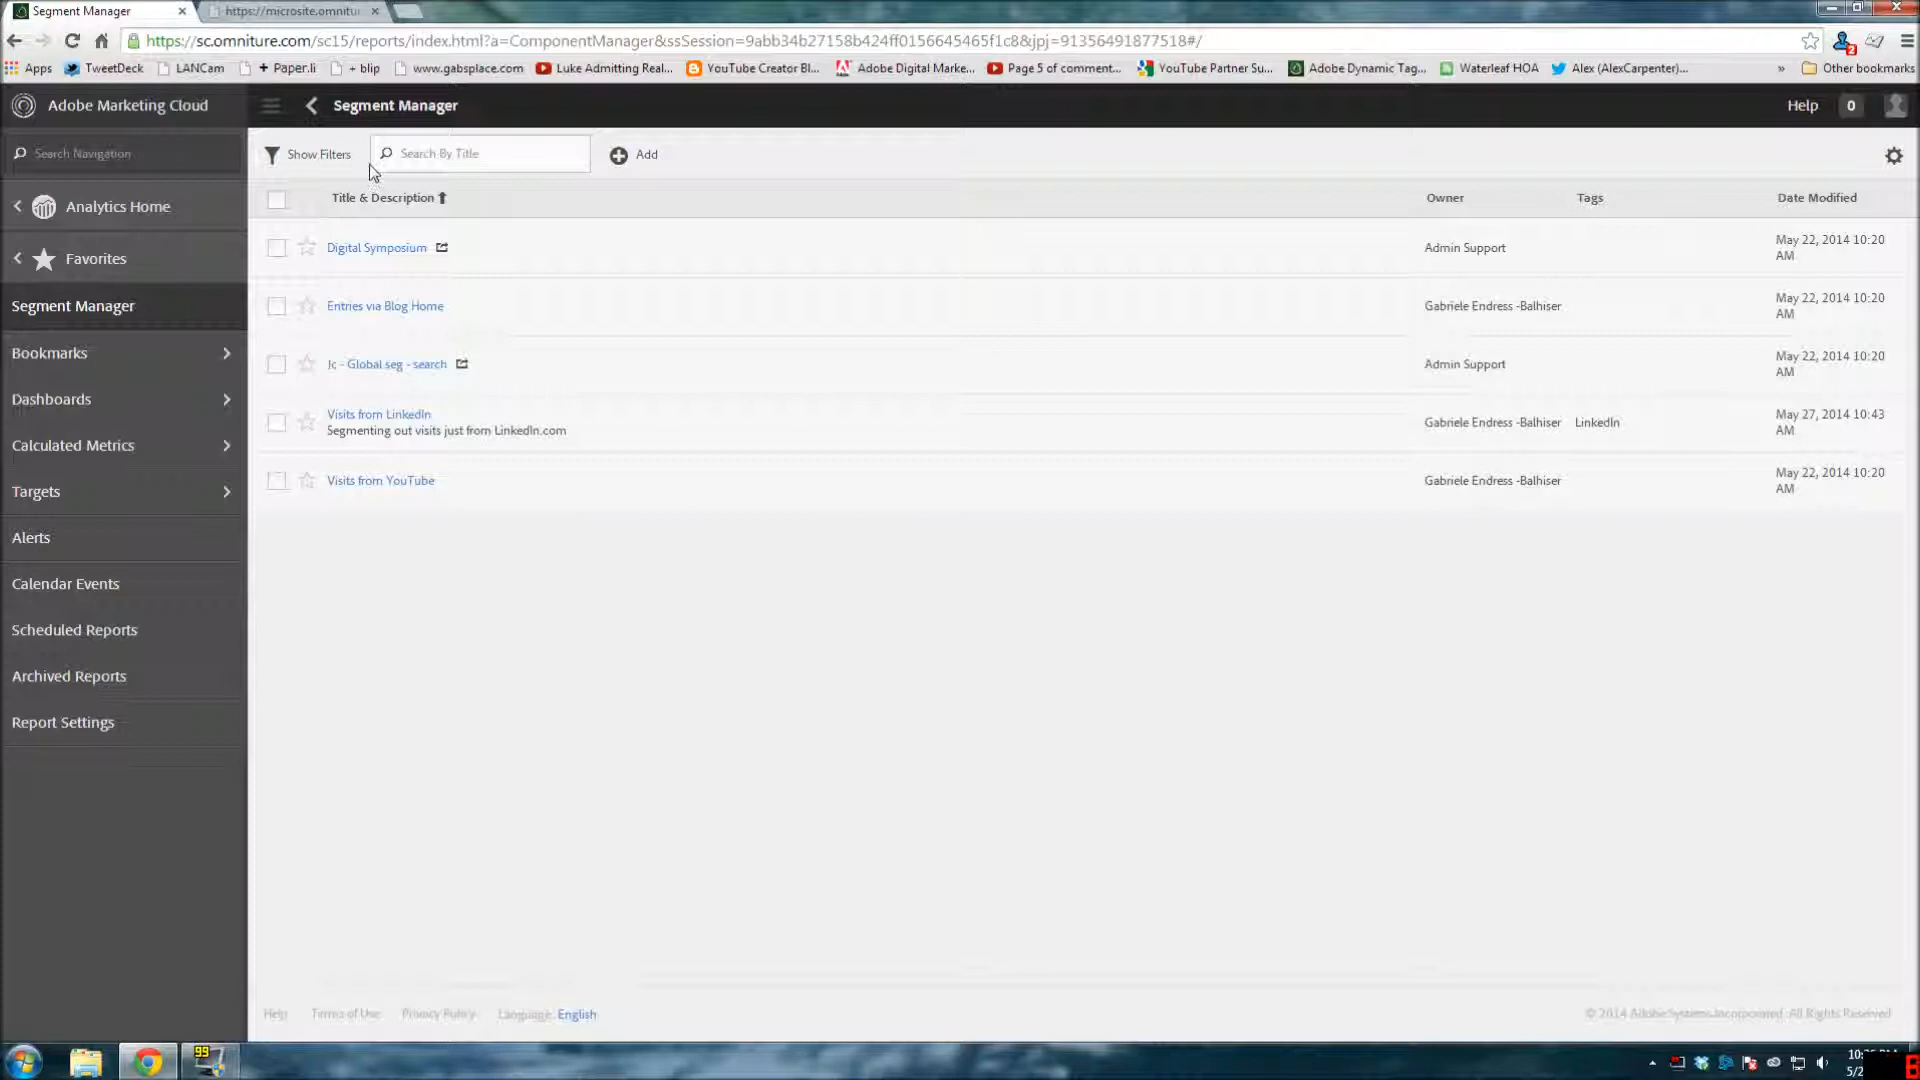 Segment Manager
https://microsite.omnitu
https://sc.omniture.com/sc15/reports/index.html?a=ComponentManager&ssSession=9abb34b27158b424ff0156645465f1c8&jpj=91356491877518#/
2
Apps TweetDeck LANCam + Paper.li + blip www.gabsplace.com Luke Admitting Real... YouTube Creator Bl... Adobe Digital Marke... Page 5 of comment... YouTube Partner Su... Adobe Dynamic Tag... Waterleaf HOA Alex (AlexCarpenter)... » Other bookmarks
Adobe Marketing Cloud
Segment Manager
Help 0
Search Navigation
Show Filters
Search By Title
Add
Analytics Home
Favorites
Segment Manager
Bookmarks
Dashboards
Calculated Metrics
Targets
Alerts
Calendar Events
Scheduled Reports
Archived Reports
Report Settings
Title & Description Owner Tags Date Modified
Digital Symposium Admin Support May 22, 2014 10:20
AM
Entries via Blog Home Gabriele Endress -Balhiser May 22, 2014 10:20
AM
Jc - Global seg - search Admin Support May 22, 2014 10:20
AM
Visits from LinkedIn
Segmenting out visits just from LinkedIn.com Gabriele Endress -Balhiser LinkedIn May 27, 2014 10:43
AM
Visits from YouTube Gabriele Endress -Balhiser May 22, 2014 10:20
AM
Help Terms of Use Privacy Policy Language: English
© 2014 Adobe Systems Incorporated. All Rights Reserved
99